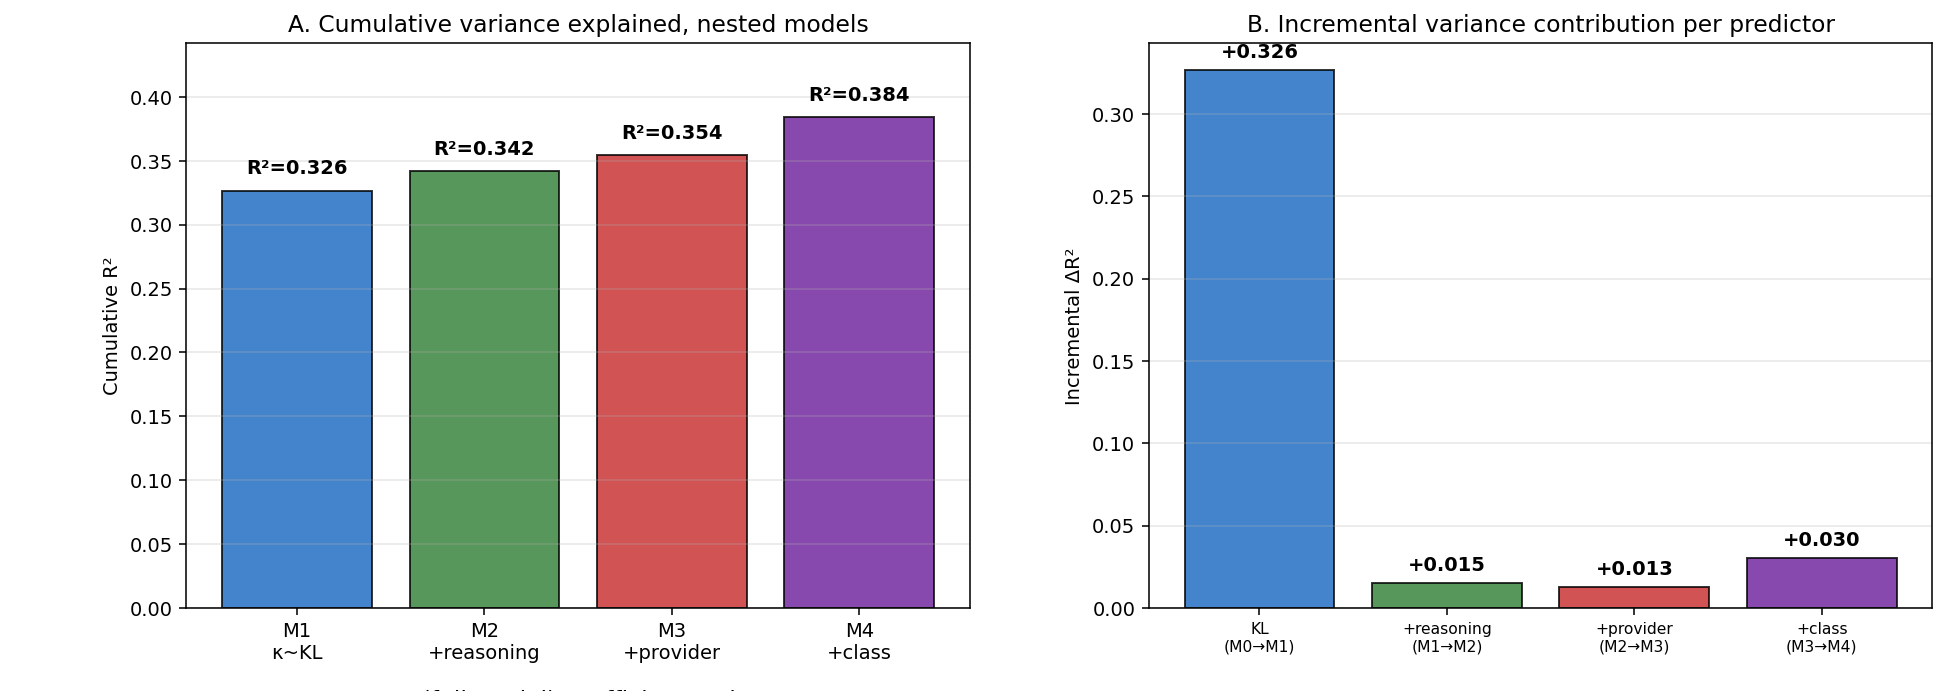 A. Cumulative variance explained, nested models
Cumulative R²
0.40
0.35
0.30
0.25
0.20
0.15
0.10
0.05
0.00
R²=0.326
R²=0.342
R²=0.354
R²=0.384
M1
κ~KL
M2
+reasoning
M3
+provider
M4
+class
B. Incremental variance contribution per predictor
Incremental ΔR²
0.30
0.25
0.20
0.15
0.10
0.05
0.00
+0.326
+0.015
+0.013
+0.030
KL
(M0→M1)
+reasoning
(M1→M2)
+provider
(M2→M3)
+class
(M3→M4)